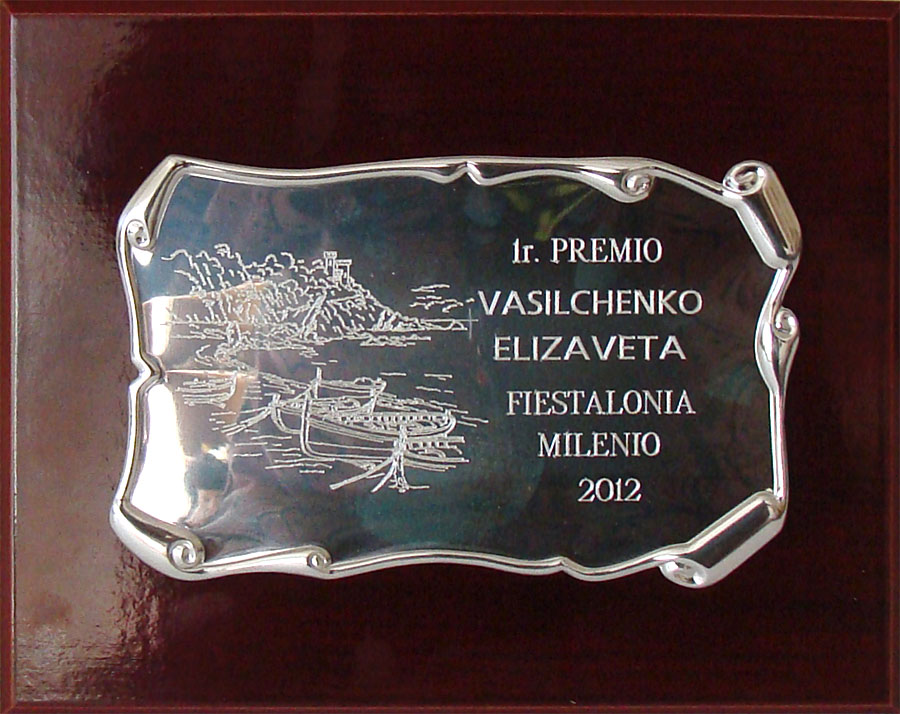 1r. PREMIO
VASILCHENKO
ELIZAVETA
FIESTALONIA
MILENIO
2012